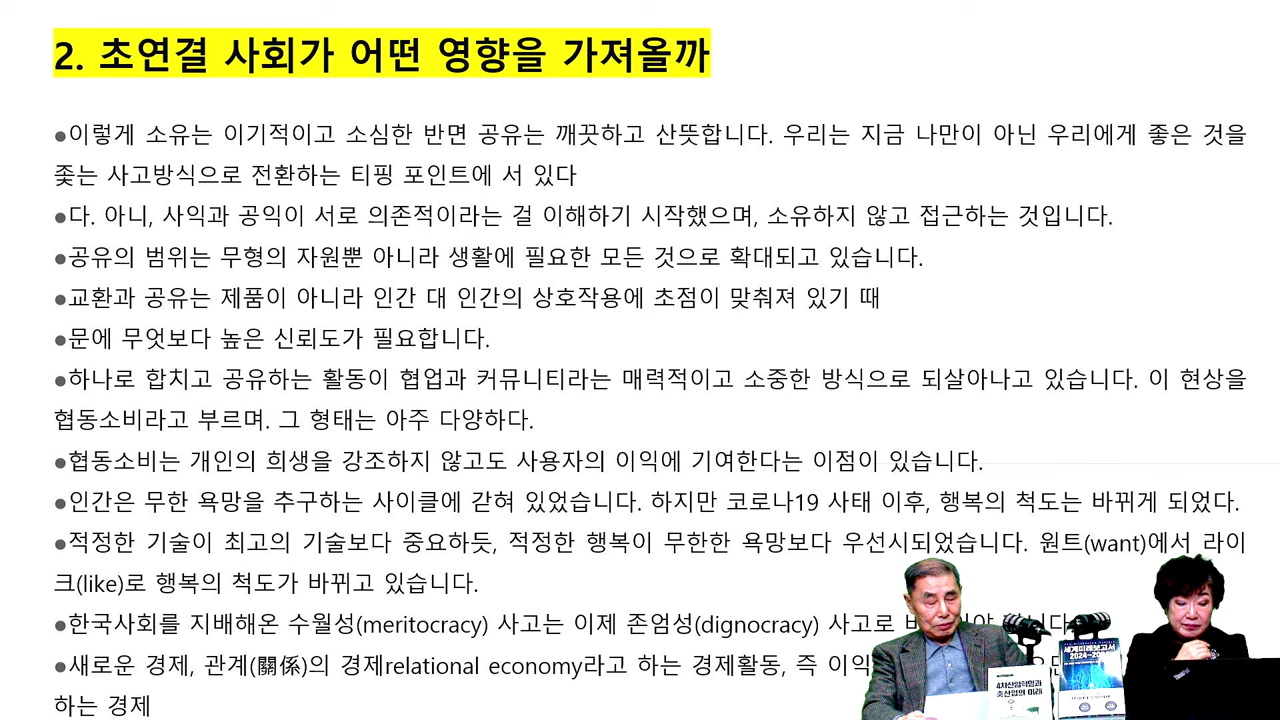 2. 초연결 사회가 어떤 영향을 가져올까
●이렇게 소유는 이기적이고 소심한 반면 공유는 깨끗하고 산뜻합니다. 우리는 지금 나만이 아닌 우리에게 좋은 것을
좇는 사고방식으로 전환하는 티핑 포인트에 서 있다
●다. 아니, 사익과 공익이 서로 의존적이라는 걸 이해하기 시작했으며, 소유하지 않고 접근하는 것입니다.
●공유의 범위는 무형의 자원뿐 아니라 생활에 필요한 모든 것으로 확대되고 있습니다.
●교환과 공유는 제품이 아니라 인간 대 인간의 상호작용에 초점이 맞춰져 있기 때
●문에 무엇보다 높은 신뢰도가 필요합니다.
●하나로 합치고 공유하는 활동이 협업과 커뮤니티라는 매력적이고 소중한 방식으로 되살아나고 있습니다. 이 현상을
협동소비라고 부르며. 그 형태는 아주 다양하다.
●협동소비는 개인의 희생을 강조하지 않고도 사용자의 이익에 기여한다는 이점이 있습니다.
●인간은 무한 욕망을 추구하는 사이클에 갇혀 있었습니다. 하지만 코로나19 사태 이후, 행복의 척도는 바뀌게 되었다.
●적정한 기술이 최고의 기술보다 중요하듯, 적정한 행복이 무한한 욕망보다 우선시되었습니다. 원트(want)에서 라이
크(like)로 행복의 척도가 바뀌고 있습니다.
●한국사회를 지배해온 수월성(meritocracy) 사고는 이제 존엄성(dignocracy) 사고로
●새로운 경제, 관계(關係)의 경제relational economy라고 하는 경제활동, 즉 이익
하는 경제
4차산업혁명과
축산업의 미래
세계미래보고서
ThinkPad